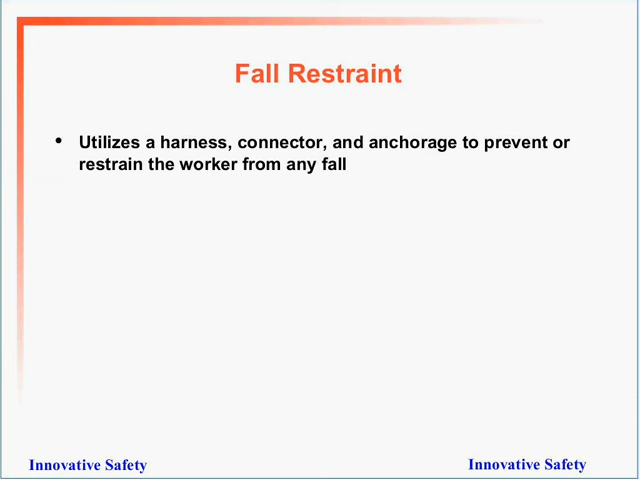 Fall Restraint
• Utilizes a harness, connector, and anchorage to prevent or
restrain the worker from any fall
Innovative Safety
Innovative Safety